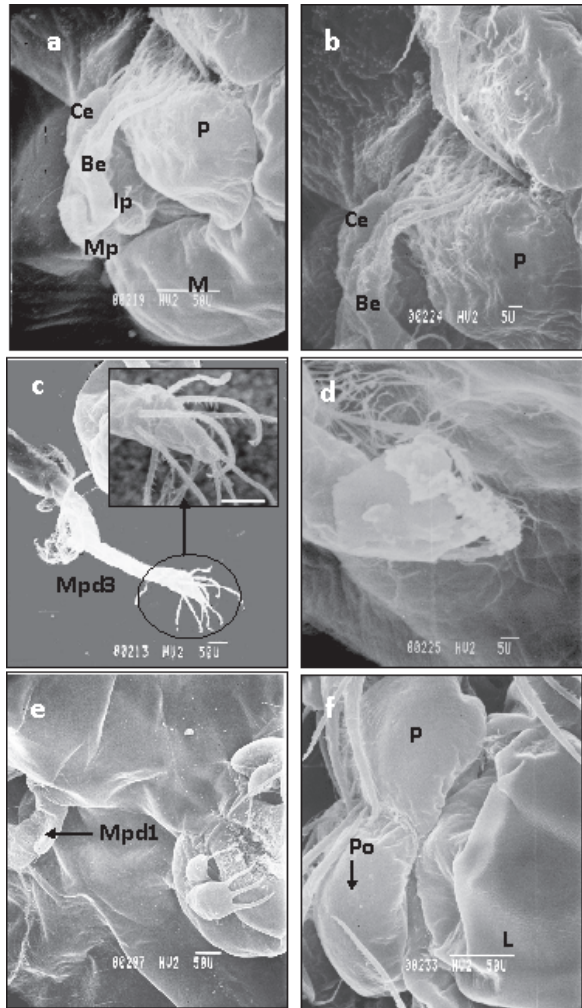 a
Ce
P
Be
Ip
Mp
M
00219 HV2 50U
b
Ce
P
Be
00224 HV2 5U
c
Mpd3
00213 HV2 50U
d
00225 HV2 5U
e
Mpd1
00207 HV2 50U
f
P
Po
L
00233 HV2 50U